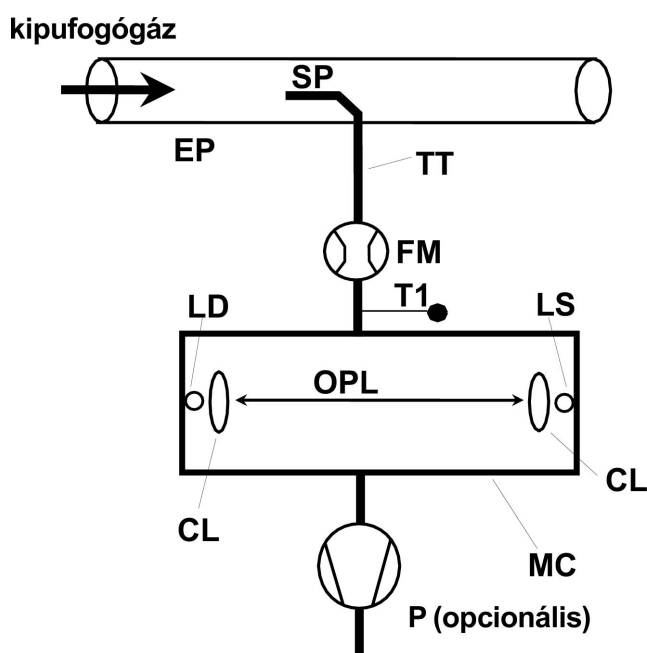 kipufogógáz
SP
EP
TT
FM
T1
LD
LS
OPL
CL
CL
MC
P (opcionális)